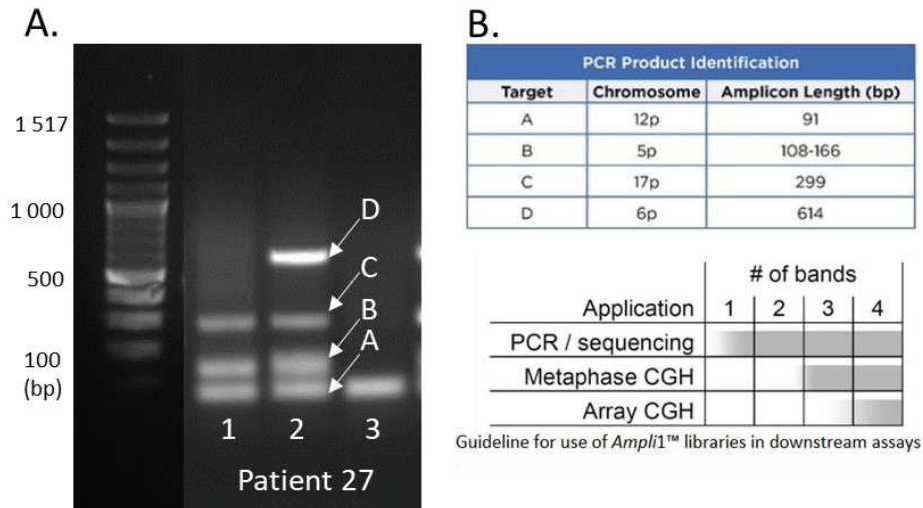 A.
1 517
1 000
500
100
(bp)
D
C
B
A
1 2 3
Patient 27
B.
PCR Product Identification
Target Chromosome Amplicon Length (bp)
A 12p 91
B 5p 108-166
C 17p 299
D 6p 614
# of bands
Application 1 2 3 4
PCR / sequencing
Metaphase CGH
Array CGH
Guideline for use of Ampli1™ libraries in downstream assays